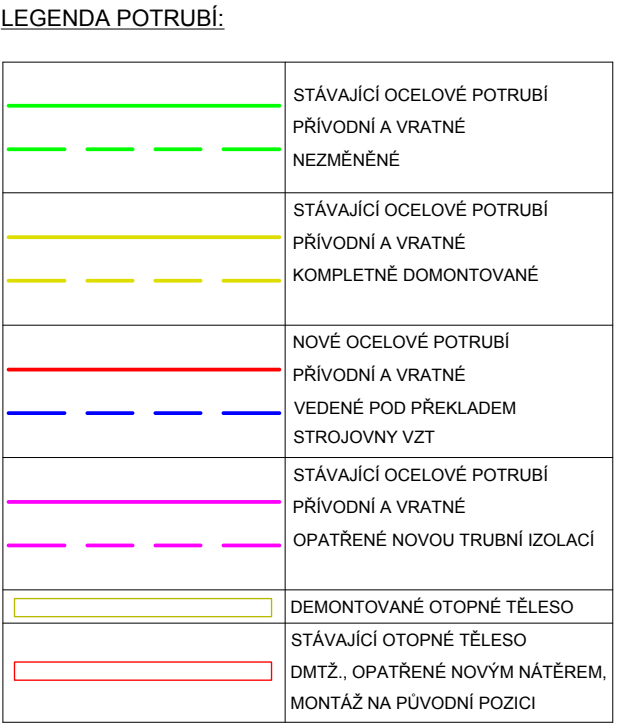 LEGENDA POTRUBÍ:
STÁVAJÍCÍ OCELOVÉ POTRUBÍ
PŘÍVODNÍ A VRATNÉ
NEZMĚNĚNÉ
STÁVAJÍCÍ OCELOVÉ POTRUBÍ
PŘÍVODNÍ A VRATNÉ
KOMPLETNĚ DOMONTOVANÉ
NOVÉ OCELOVÉ POTRUBÍ
PŘÍVODNÍ A VRATNÉ
VEDENÉ POD PŘEKLADEM
STROJOVNY VZT
STÁVAJÍCÍ OCELOVÉ POTRUBÍ
PŘÍVODNÍ A VRATNÉ
OPATŘENÉ NOVOU TRUBNÍ IZOLACÍ
DEMONTOVANÉ OTOPNÉ TĚLESO
STÁVAJÍCÍ OTOPNÉ TĚLESO
DMTŽ., OPATŘENÉ NOVÝM NÁTĚREM,
MONTÁŽ NA PŮVODNÍ POZICI